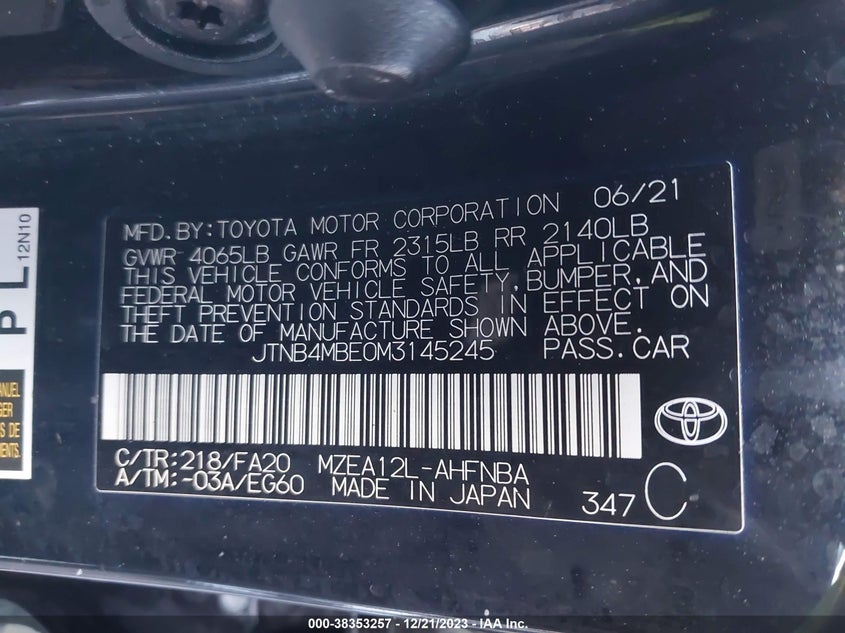 12N10
P L
MFD.BY:TOYOTA MOTOR CORPORATION 06/21
GVWR 4065LB GAWR FR 2315LB RR 2140LB
THIS VEHICLE CONFORMS TO ALL APPLICABLE
FEDERAL MOTOR VEHICLE SAFETY,BUMPER,AND
THEFT PREVENTION STANDARDS IN EFFECT ON
THE DATE OF MANUFACTURE SHOWN ABOVE.
JTNB4MBE0M3145245 PASS.CAR
C/TR:218/FA20 MZEA12L-AHFNBA
A/TM:-03A/EG60 MADE IN JAPAN 347 C
000-38353257 - 12/21/2023 - IAA Inc.